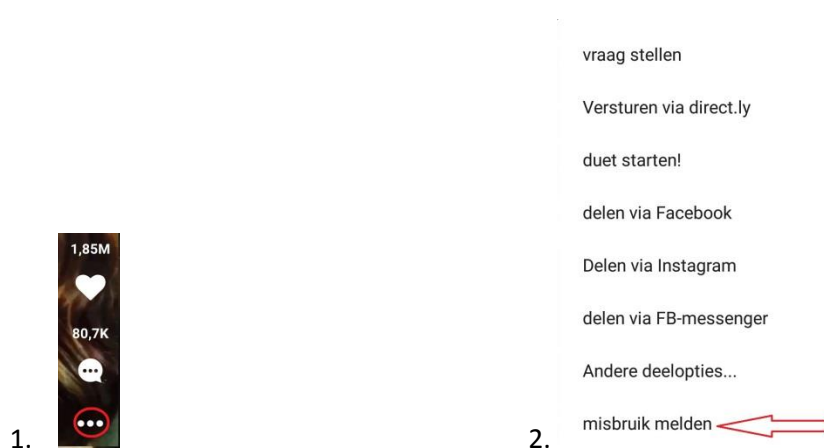 1,85M
80,7K
1.
vraag stellen
Versturen via direct.ly
duet starten!
delen via Facebook
Delen via Instagram
delen via FB-messenger
Andere deelopties...
misbruik melden
2.